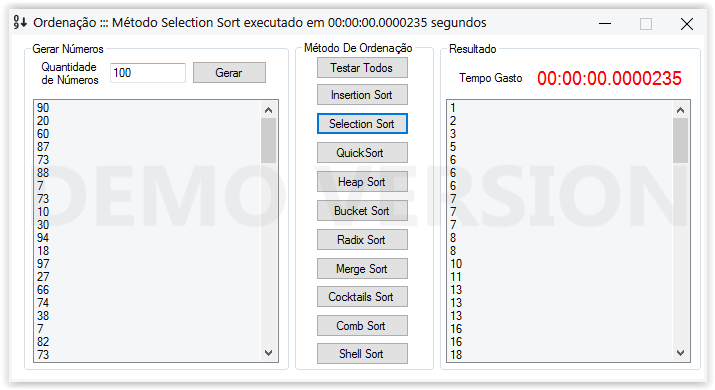 Ordenação ::: Método Selection Sort executado em 00:00:00.0000235 segundos
Gerar Números
Quantidade
de Números
100
Gerar
90
20
60
87
73
88
7
73
10
30
94
18
97
27
66
74
38
7
82
73
Método De Ordenação
Testar Todos
Insertion Sort
Selection Sort
QuickSort
Heap Sort
Bucket Sort
Radix Sort
Merge Sort
Cocktails Sort
Comb Sort
Shell Sort
Resultado
Tempo Gasto
00:00:00.0000235
1
2
3
5
6
6
6
7
7
7
8
8
10
11
13
13
13
16
16
18
DEMO VERSION